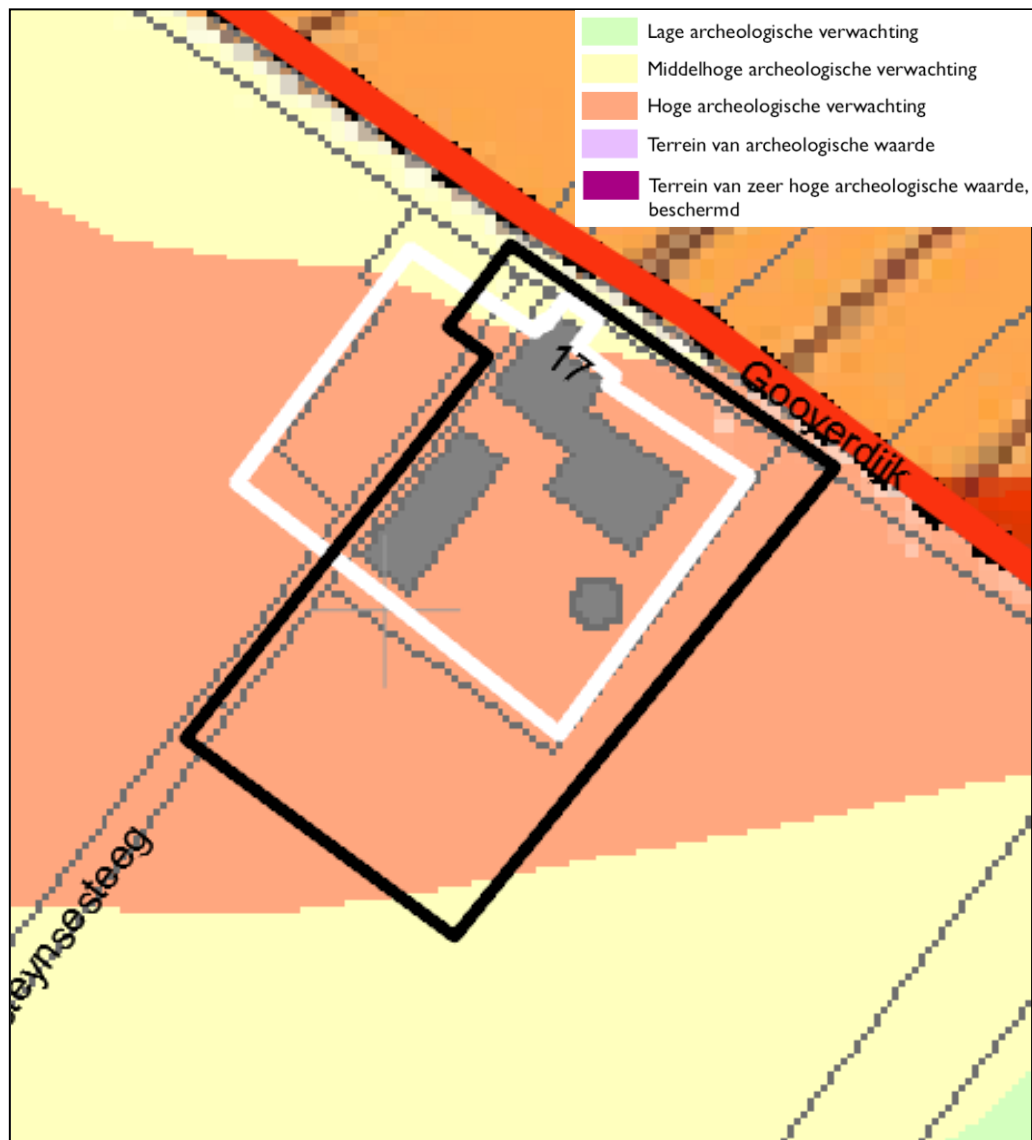 Lage archeologische verwachting
Middelhoge archeologische verwachting
Hoge archeologische verwachting
Terrein van archeologische waarde
Terrein van zeer hoge archeologische waarde,
beschermd
17
Gooyerdijk
teynsesteeg